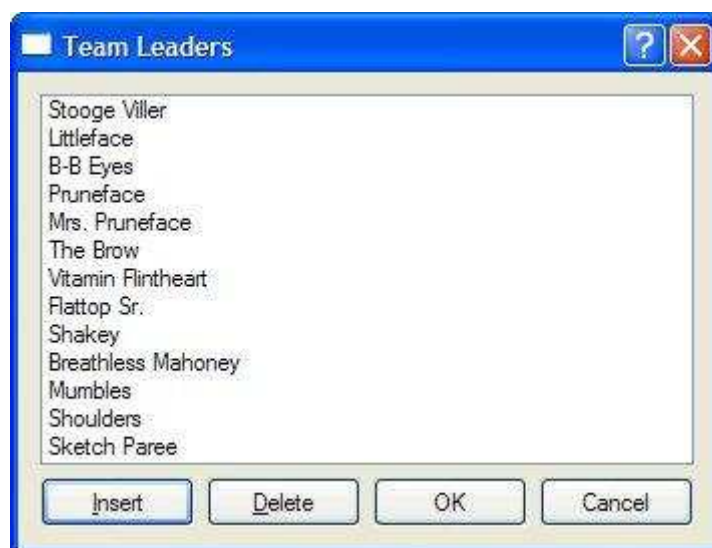 Team Leaders
Stooge Viller
Littleface
B-B Eyes
Pruneface
Mrs. Pruneface
The Brow
Vitamin Flintheart
Flattop Sr.
Shakey
Breathless Mahoney
Mumbles
Shoulders
Sketch Paree
Insert Delete OK Cancel